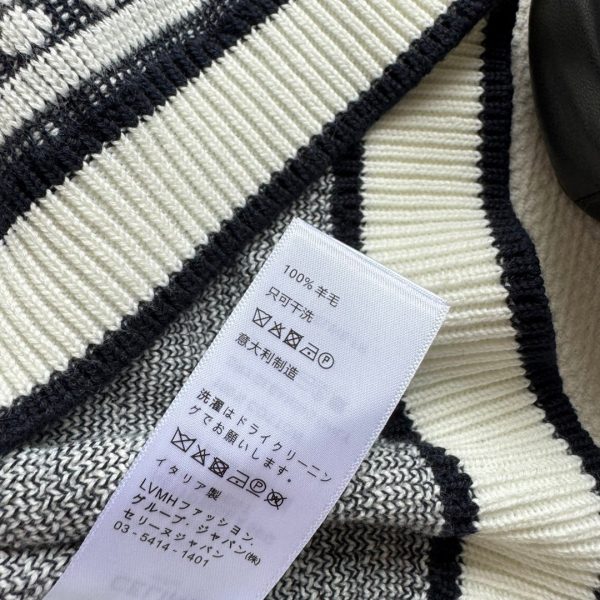 100%羊毛
只可干洗
意大利制造
洗濯はドライクリーニン
グでお願いします.
イタリア製
LVMHファッション.
グループ・ジャパン(株)
セリーヌジャパン
03-5414-1401